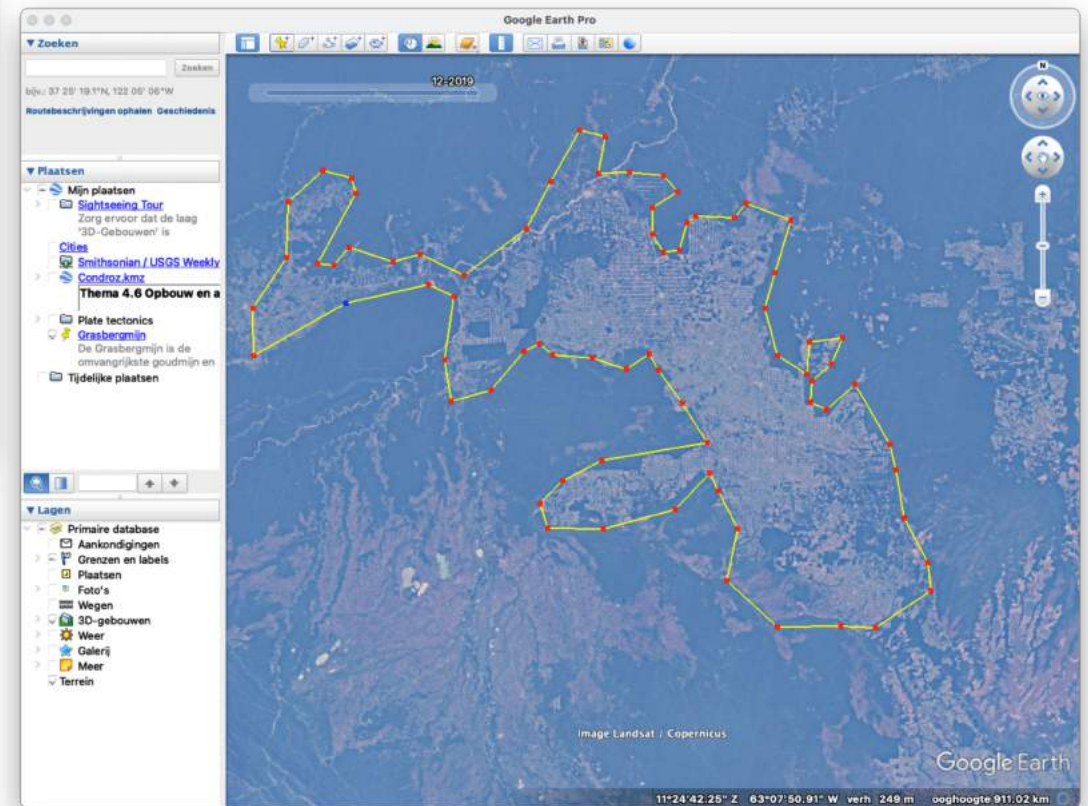 Google Earth Pro
Zoeken
Zoeken
bijv.: 37 25' 19.1"N, 122 05' 06"W
Routebeschrijvingen ophalen Geschiedenis
12-2019
N
Plaatsen
Mijn plaatsen
Sightseeing Tour
Zorg ervoor dat de laag
'3D-Gebouwen' is
Cities
Smithsonian / USGS Weekly
Condroz.kmz
Thema 4.6 Opbouw en a
Plate tectonics
Grasbergmijn
De Grasbergmijn is de
omvangrijkste goudmijn en
Tijdelijke plaatsen
Lagen
Primaire database
Aankondigingen
Grenzen en labels
Plaatsen
Foto's
Wegen
3D-gebouwen
Weer
Galerij
Meer
Terrein
Image Landsat / Copernicus
Google Earth
11°24'42.25" Z 63°07'50.91" W verh 249 m ooghoogte 911.02 km